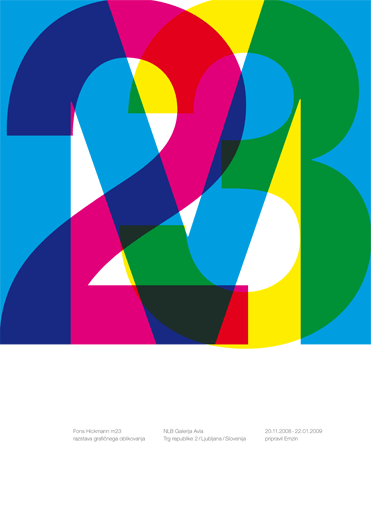 M
23
Fons Hickmann m23
razstava grafičnega oblikovanja
NLB Galerija Avla
Trg republike 2 / Ljubljana / Slovenija
20.11.2008 - 22.01.2009
pripravil Emzin